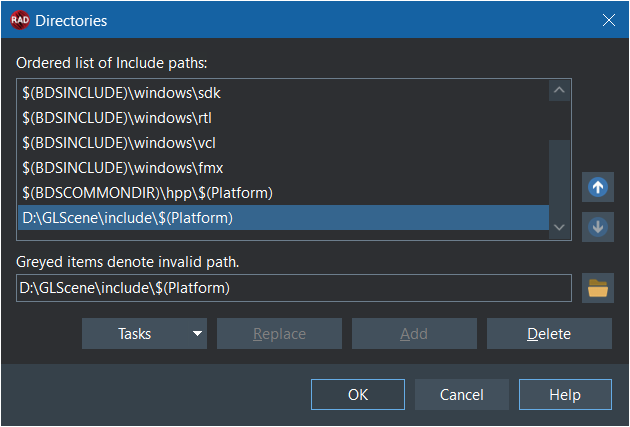 RAD Directories
Ordered list of Include paths:
$(BDSINCLUDE)\windows\sdk
$(BDSINCLUDE)\windows\rtl
$(BDSINCLUDE)\windows\vcl
$(BDSINCLUDE)\windows\fmx
$(BDSCOMMONDIR)\hpp\$(Platform)
D:\GLScene\include\$(Platform)
Greyed items denote invalid path.
D:\GLScene\include\$(Platform)
Tasks Replace Add Delete
OK Cancel Help